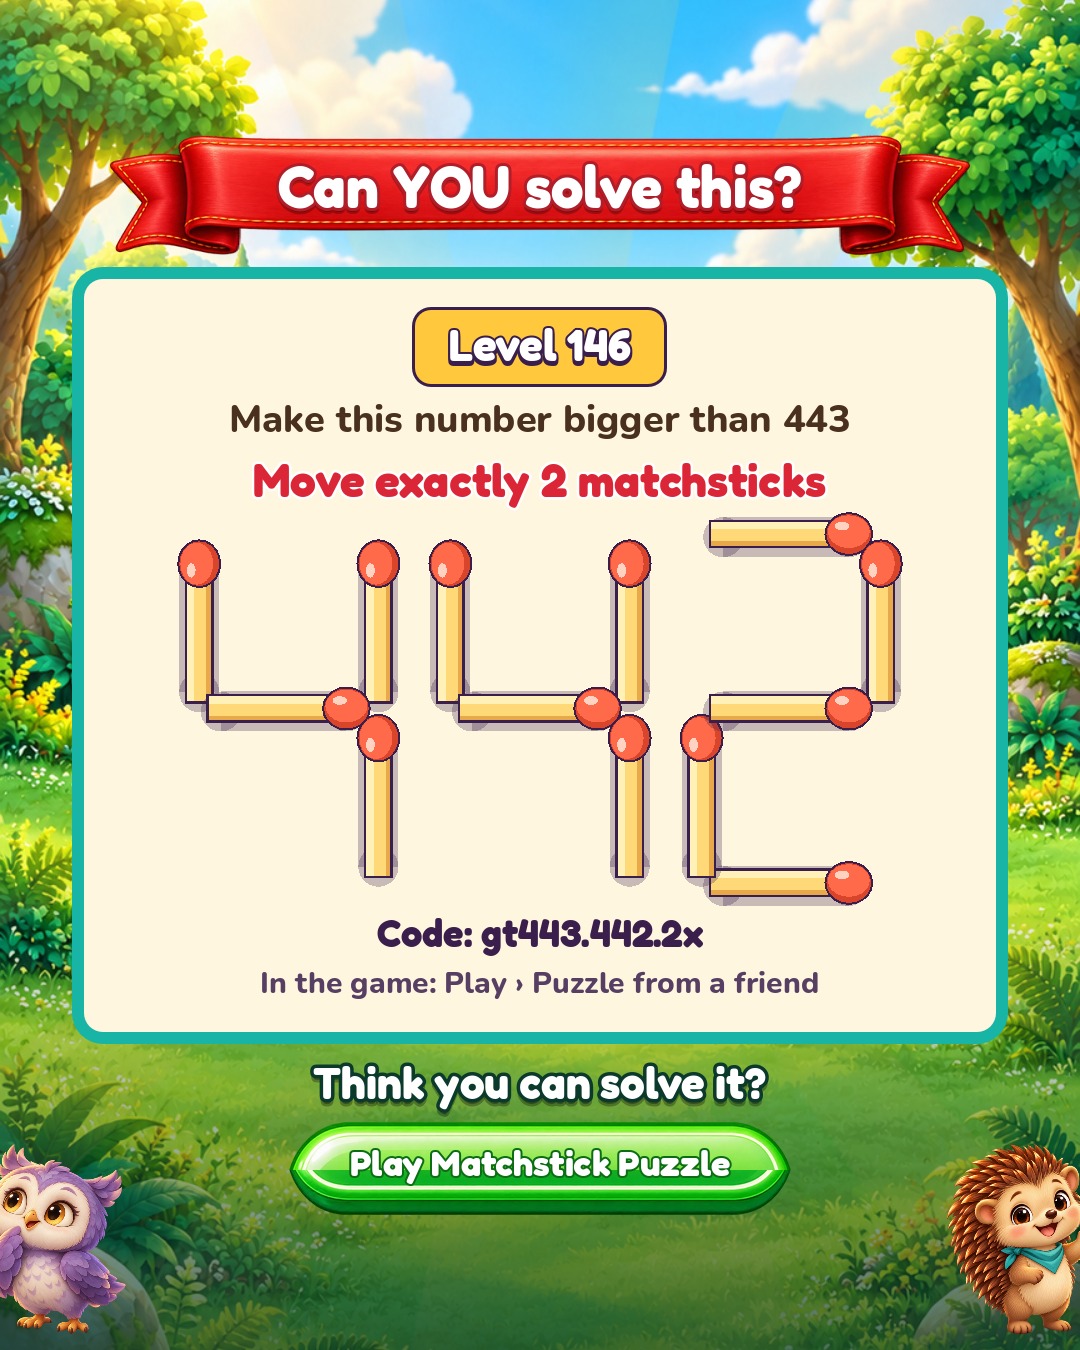 Can YOU solve this?
Level 146
Make this number bigger than 443
Move exactly 2 matchsticks
442
Code: gt443.442.2x
In the game: Play › Puzzle from a friend
Think you can solve it?
Play Matchstick Puzzle